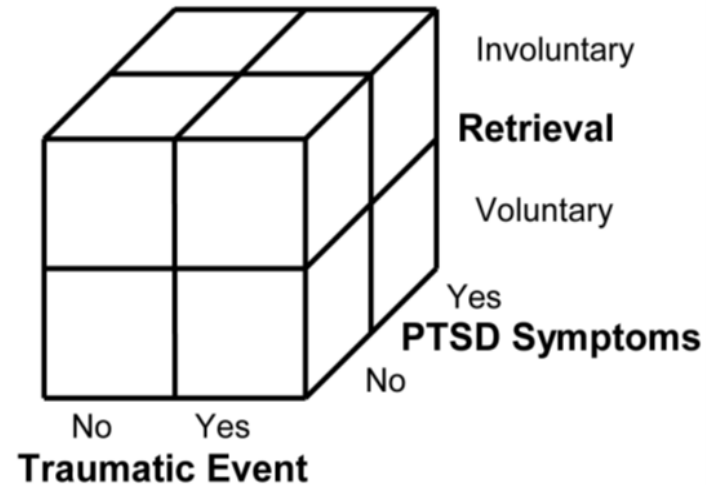 Involuntary
Retrieval
Voluntary
Yes
PTSD Symptoms
No
No Yes
Traumatic Event